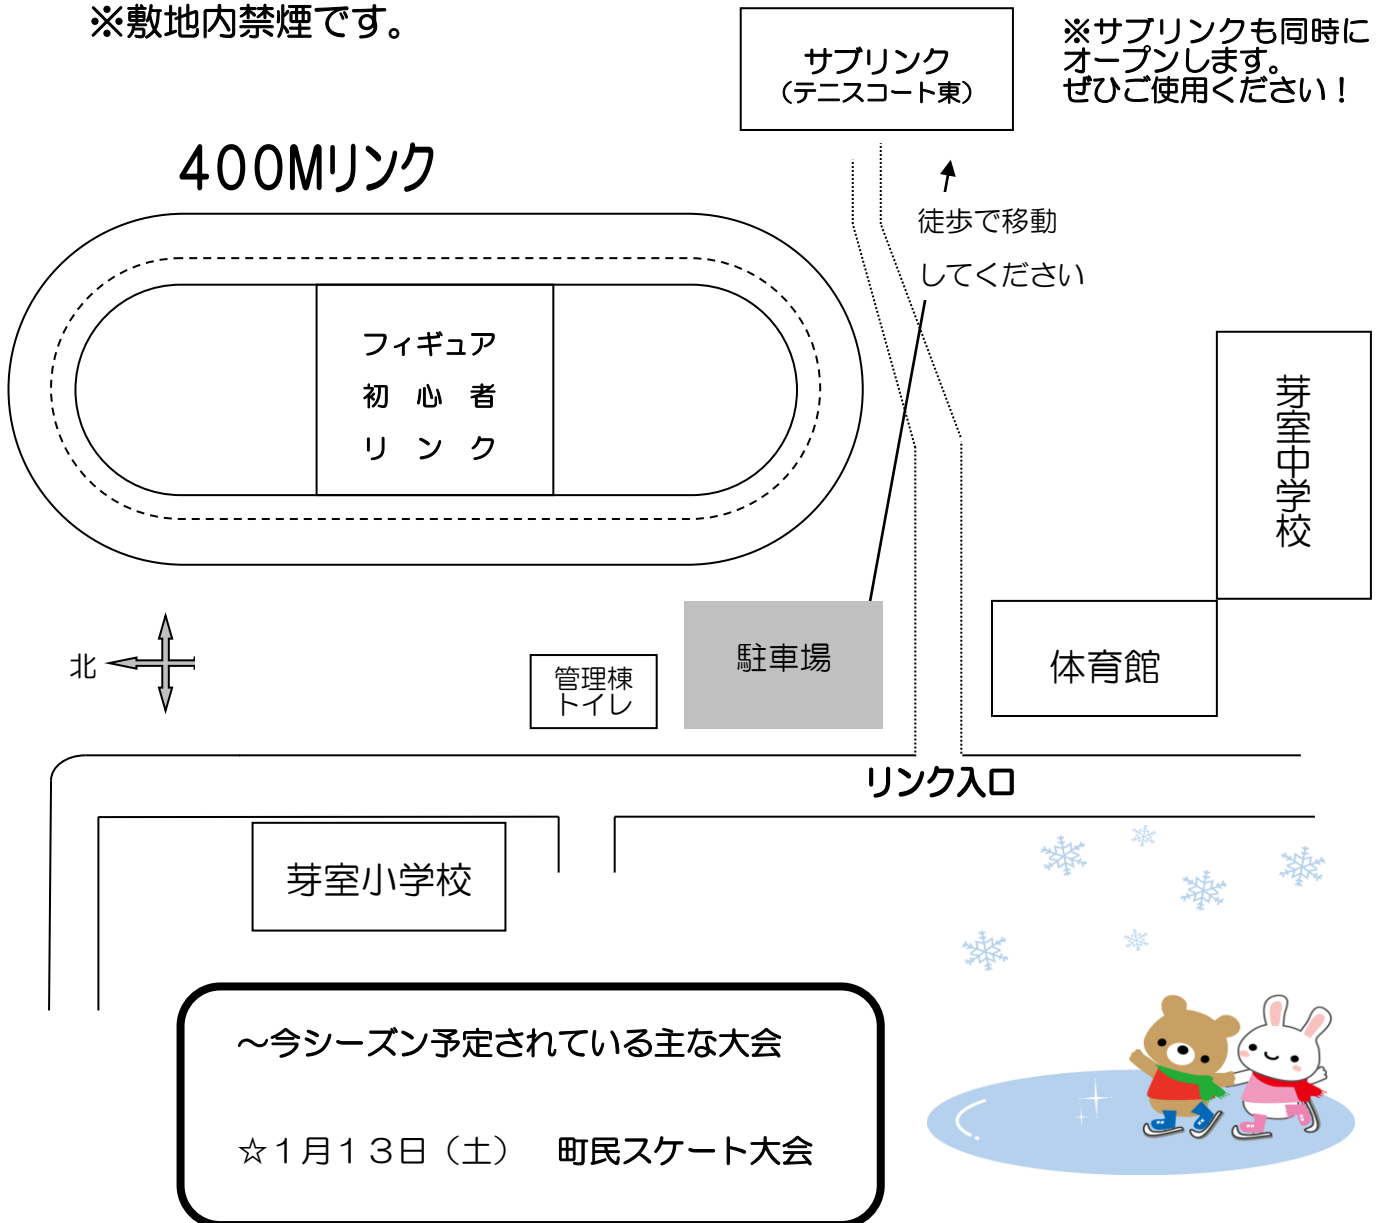 ※敷地内禁煙です。
サブリンク
（テニスコート東）
※サブリンクも同時に
オープンします。
ぜひご使用ください！
400Mリンク
徒歩で移動
してください
フィギュア
初　心　者
リ　ン　ク
芽室中学校
北
管理棟
トイレ
駐車場
体育館
リンク入口
芽室小学校
～今シーズン予定されている主な大会
☆１月１３日（土）　町民スケート大会